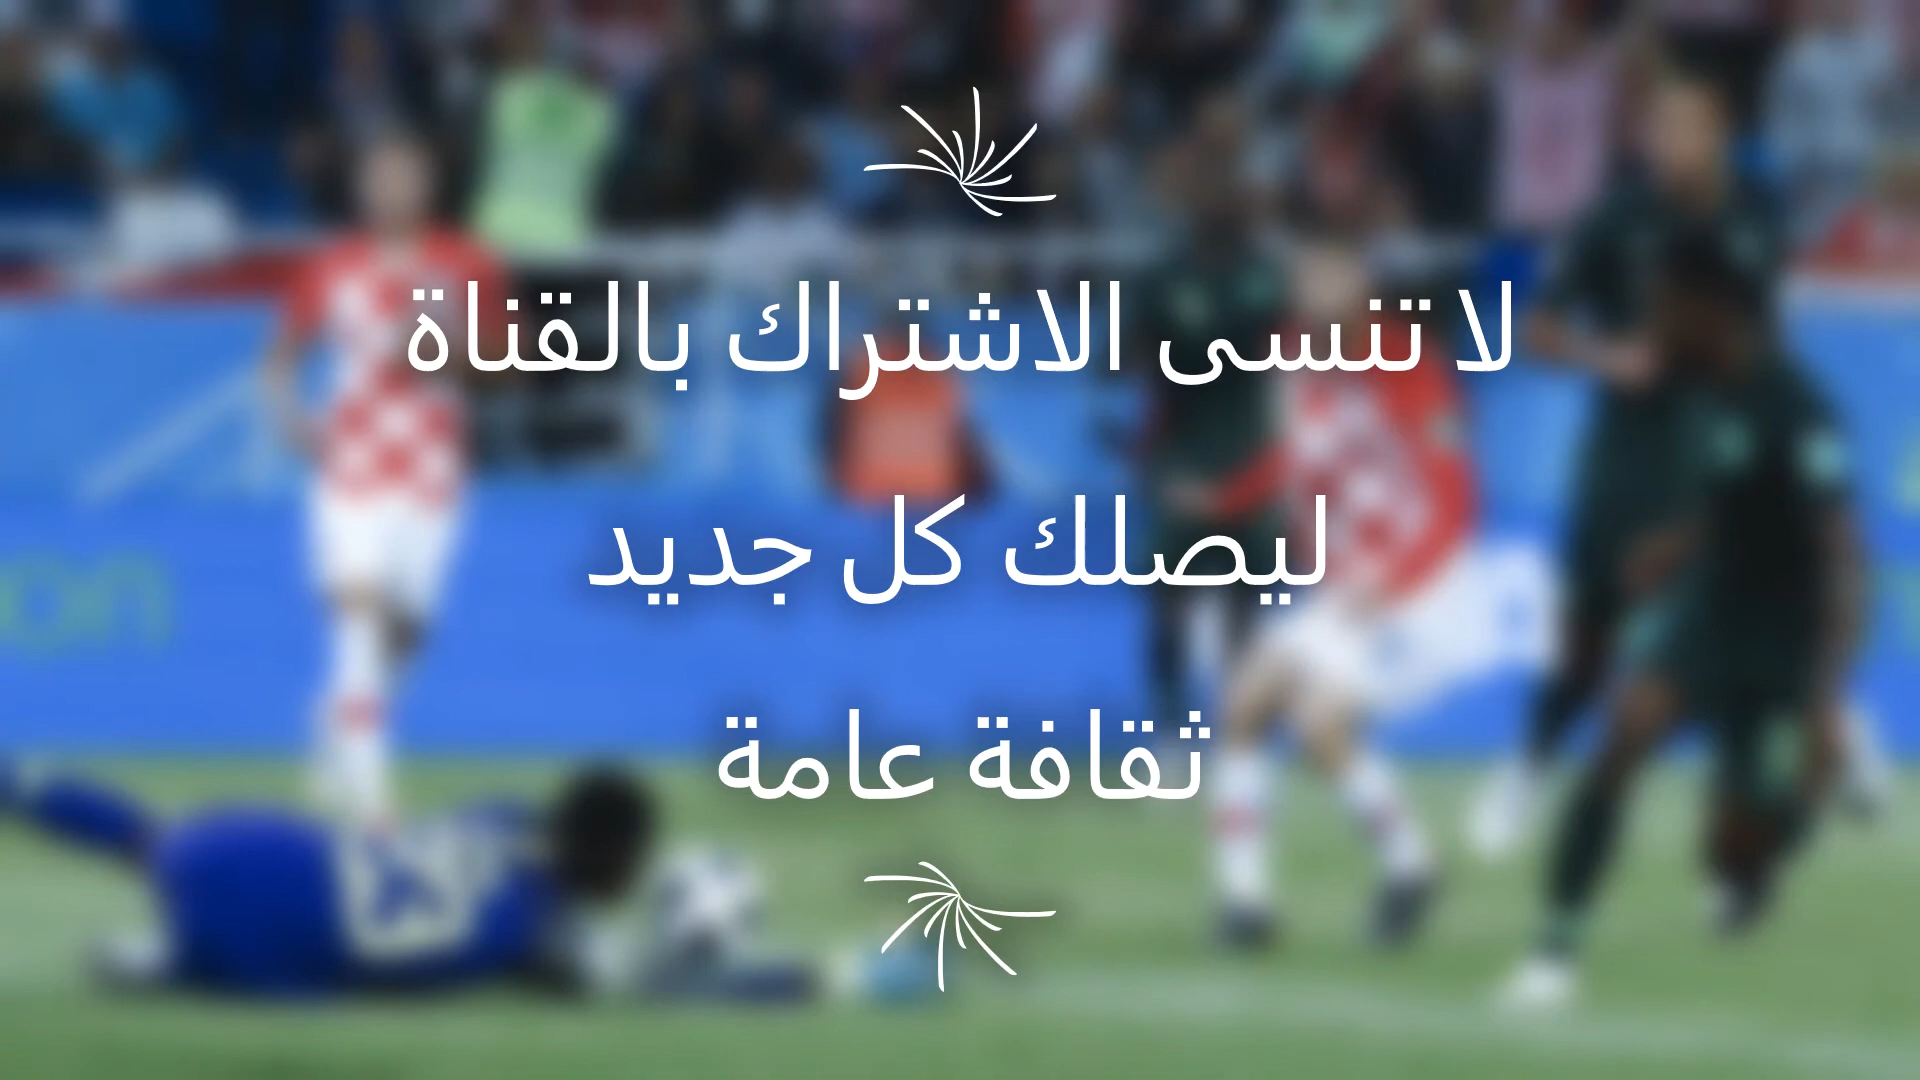 لا تنسى الاشتراك بالقناة
ليصلك كل جديد
ثقافة عامة